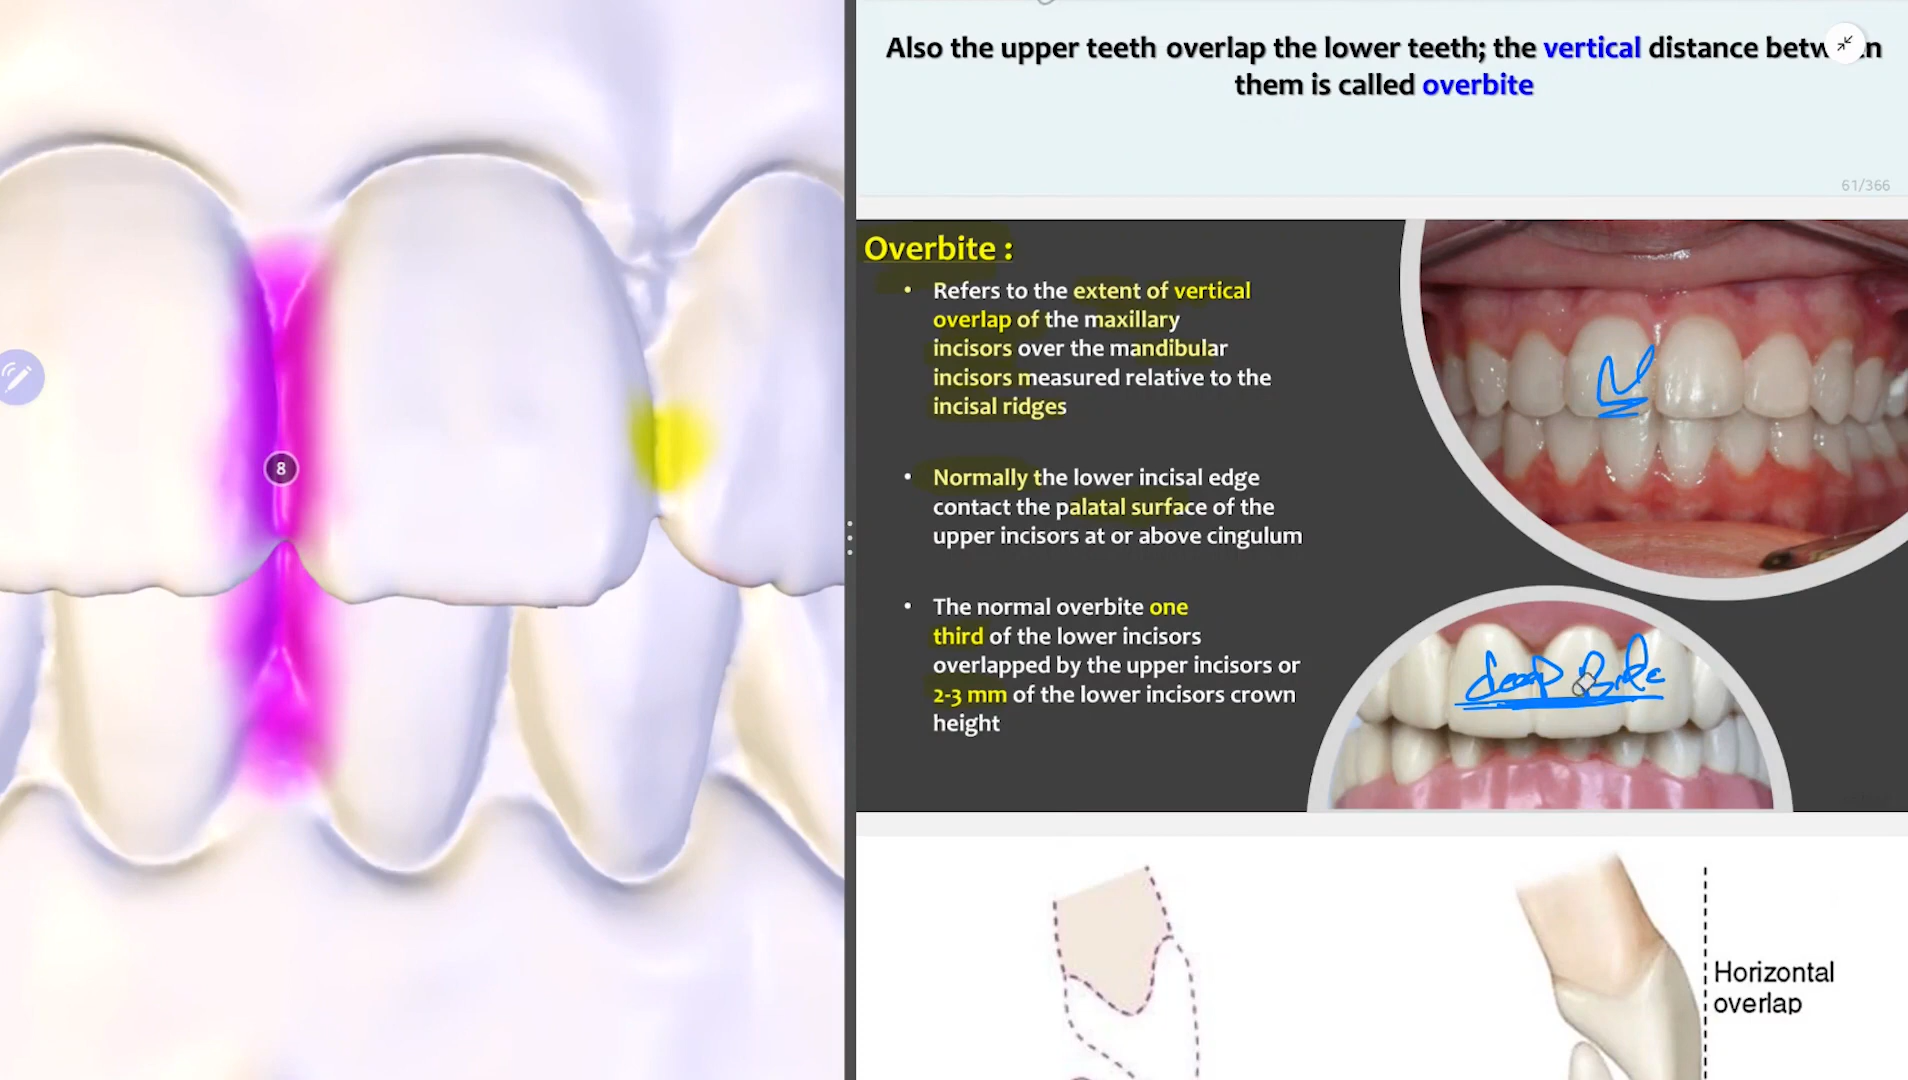 8
Also the upper teeth overlap the lower teeth; the vertical distance betw n
them is called overbite
61/366
Overbite :
• Refers to the extent of vertical
overlap of the maxillary
incisors over the mandibular
incisors measured relative to the
incisal ridges
• Normally the lower incisal edge
contact the palatal surface of the
upper incisors at or above cingulum
• The normal overbite one
third of the lower incisors
overlapped by the upper incisors or
2-3 mm of the lower incisors crown
height
N
deep Bite
Horizontal
overlap